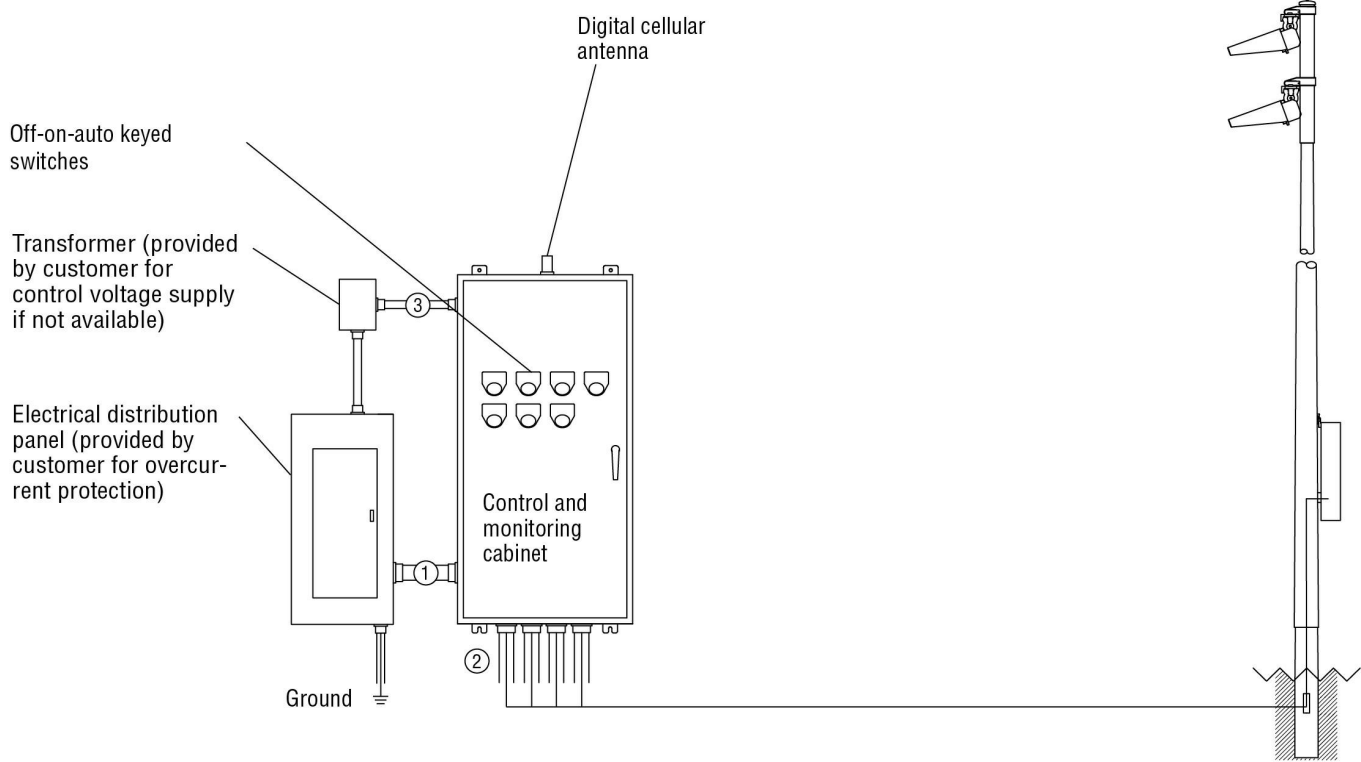 Digital cellular
antenna
Off-on-auto keyed
switches
Transformer (provided
by customer for
control voltage supply
if not available)
3
Electrical distribution
panel (provided by
customer for overcur-
rent protection)
Control and
monitoring
cabinet
1
2
Ground